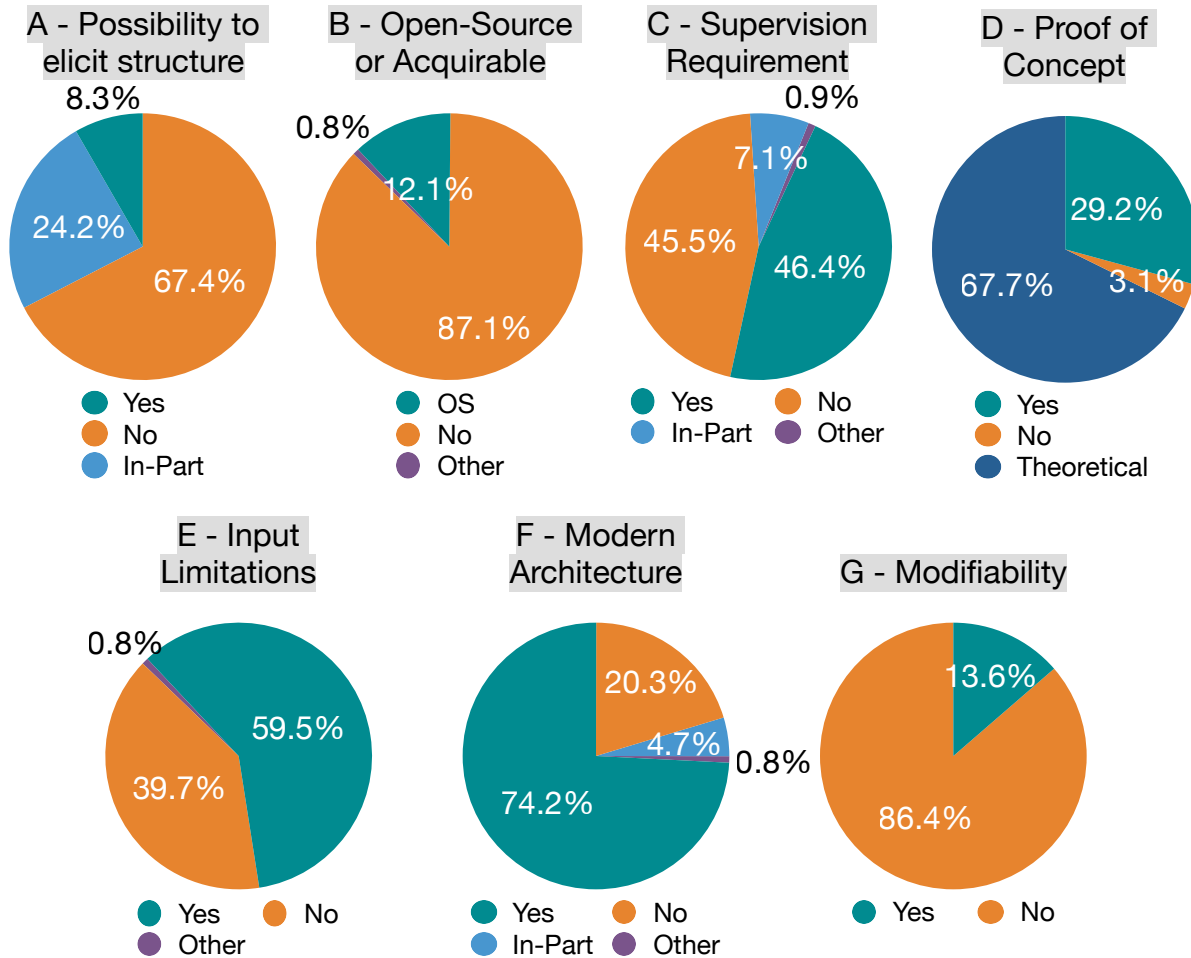 A - Possibility to
elicit structure
8.3%
24.2%
67.4%
Yes
No
In-Part
B - Open-Source
or Acquirable
0.8%
12.1%
87.1%
OS
No
Other
C - Supervision
Requirement
0.9%
7.1%
45.5%
46.4%
Yes No
In-Part Other
D - Proof of
Concept
29.2%
3.1%
67.7%
Yes
No
Theoretical
E - Input
Limitations
0.8%
59.5%
39.7%
Yes No
Other
F - Modern
Architecture
20.3%
4.7%
0.8%
74.2%
Yes No
In-Part Other
G - Modifiability
13.6%
86.4%
Yes No